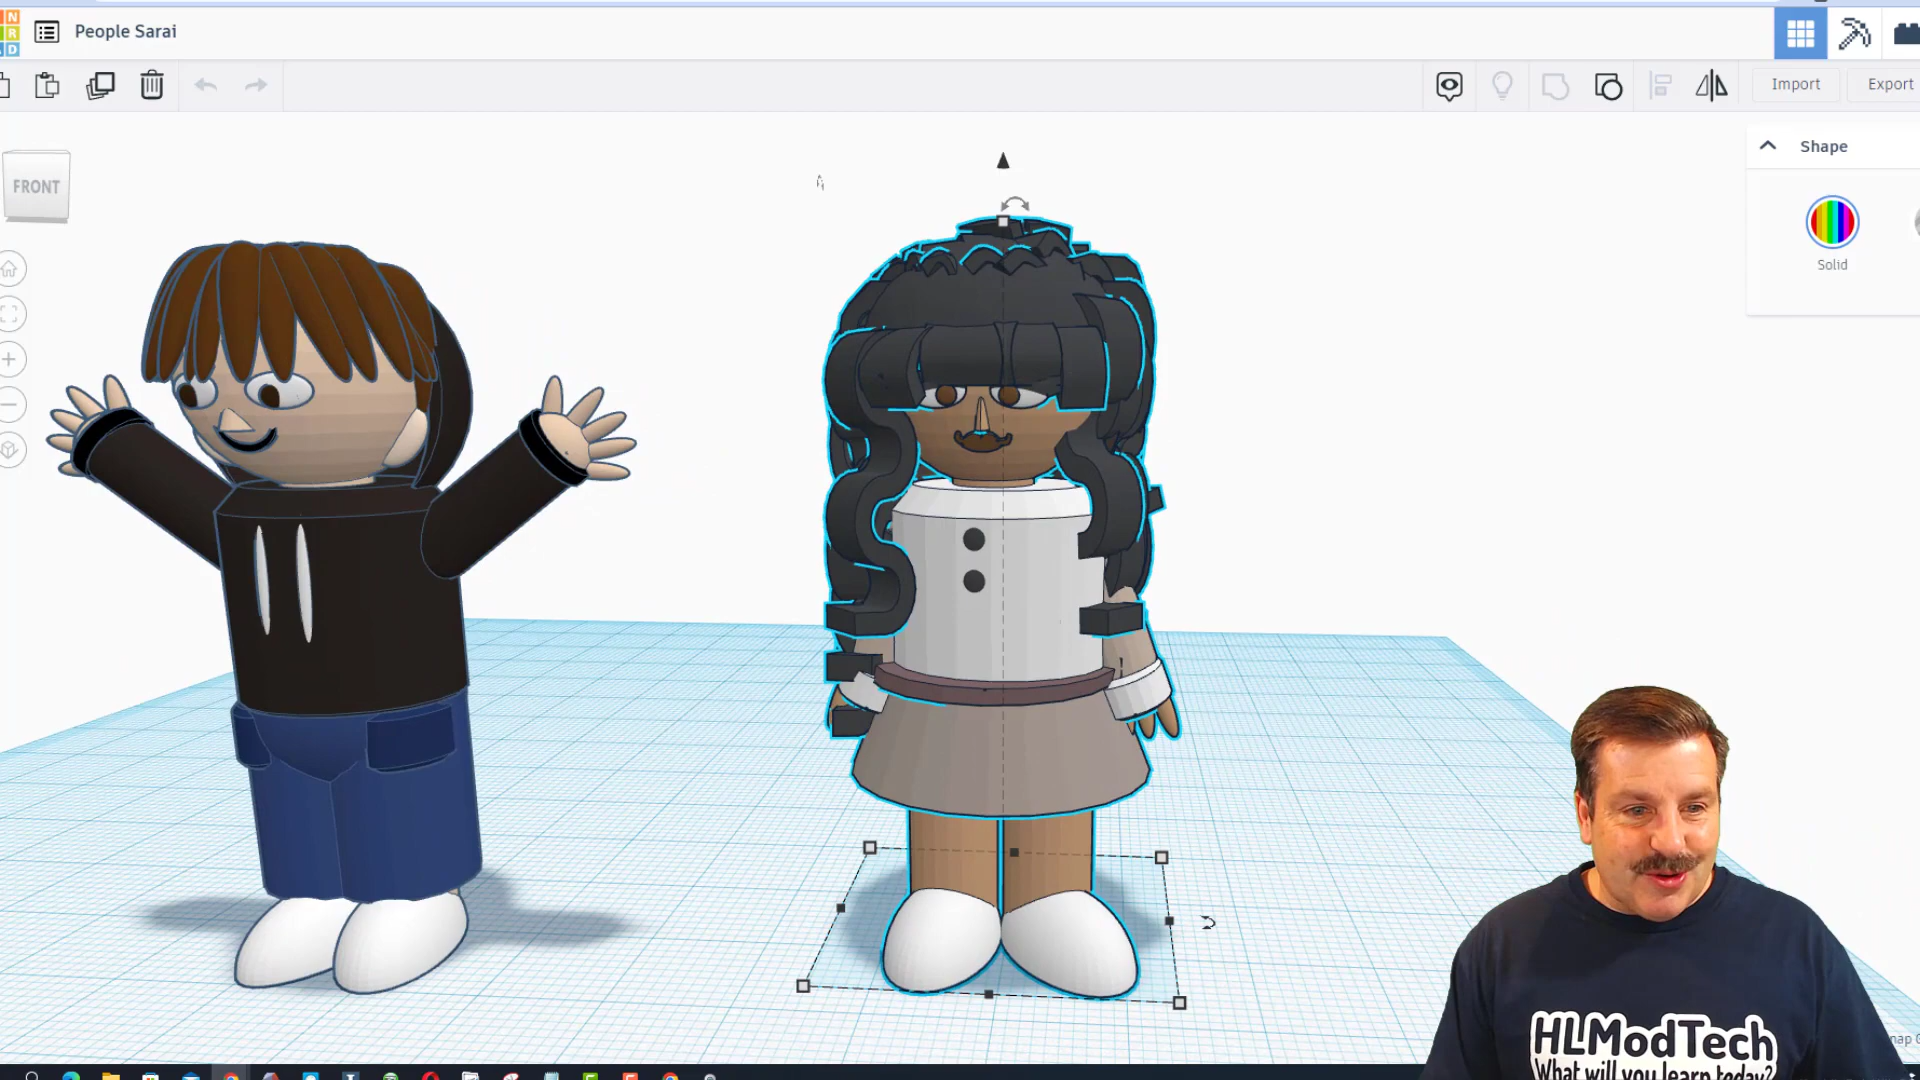 N
R
A D
People Sarai
Import
Export
FRONT
Shape
Solid
HLModTech
What will you learn today?